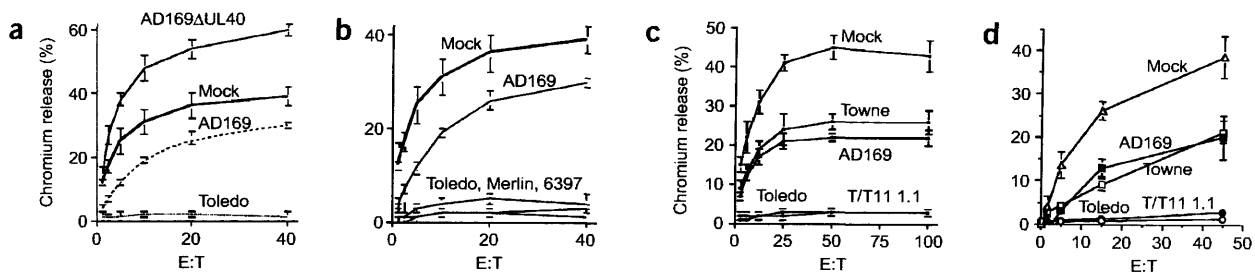 a
Chromium release (%)
60
40
20
0
AD169ΔUL40
Mock
AD169
Toledo
0
20
40
E:T
b
40
20
0
Mock
AD169
Toledo, Merlin, 6397
0
20
40
E:T
c
Chromium release (%)
50
40
30
20
10
0
Mock
Towne
AD169
Toledo
T/T11 1.1
0
25
50
75
100
E:T
d
50
40
30
20
10
0
Mock
AD169
Towne
Toledo
T/T11 1.1
0
10
20
30
40
50
E:T